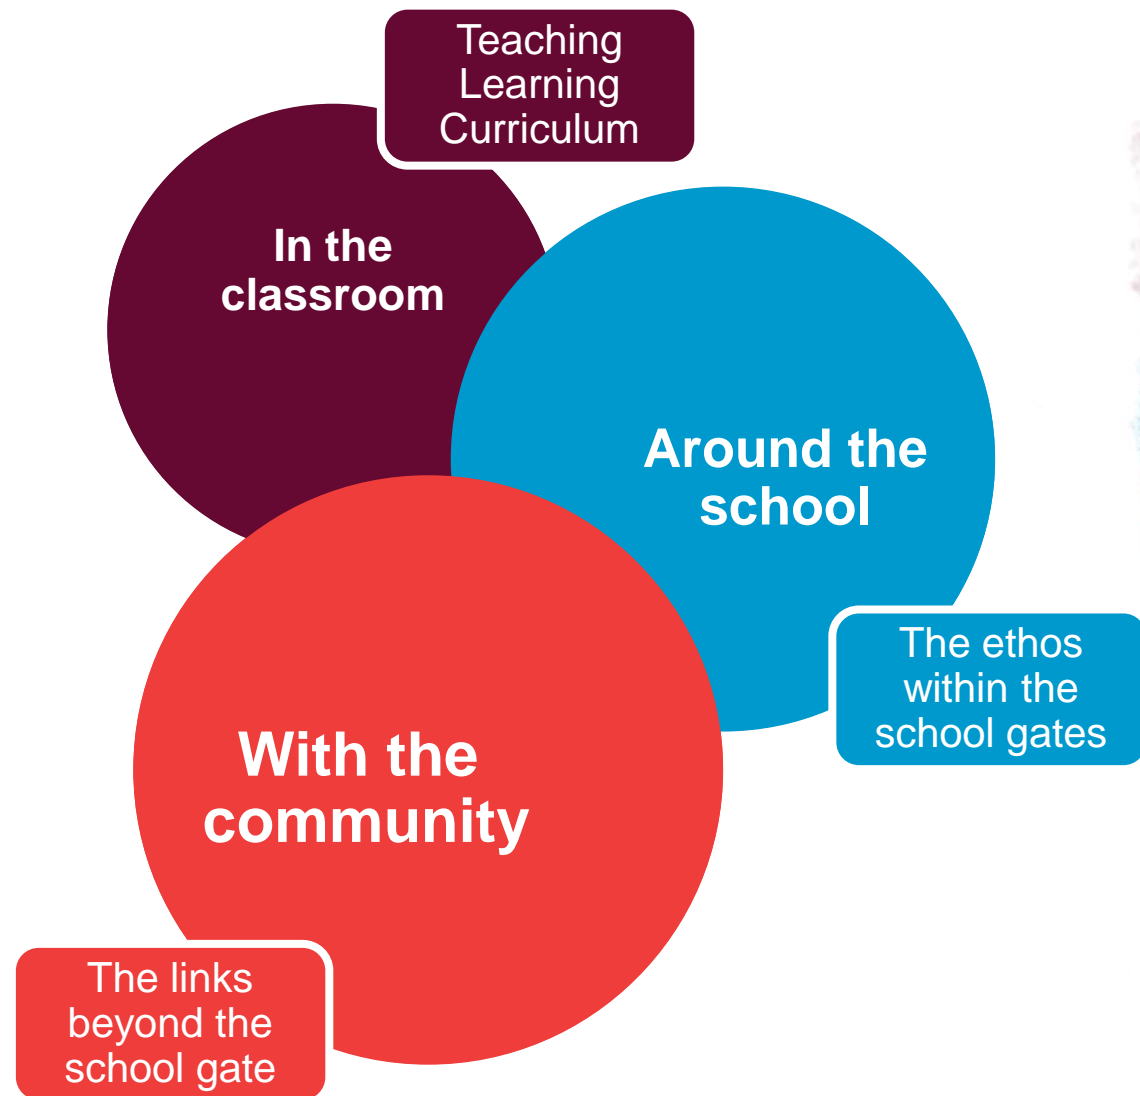 Teaching
Learning
Curriculum
In the
classroom
Around the
school
The ethos
within the
school gates
With the
community
The links
beyond the
school gate